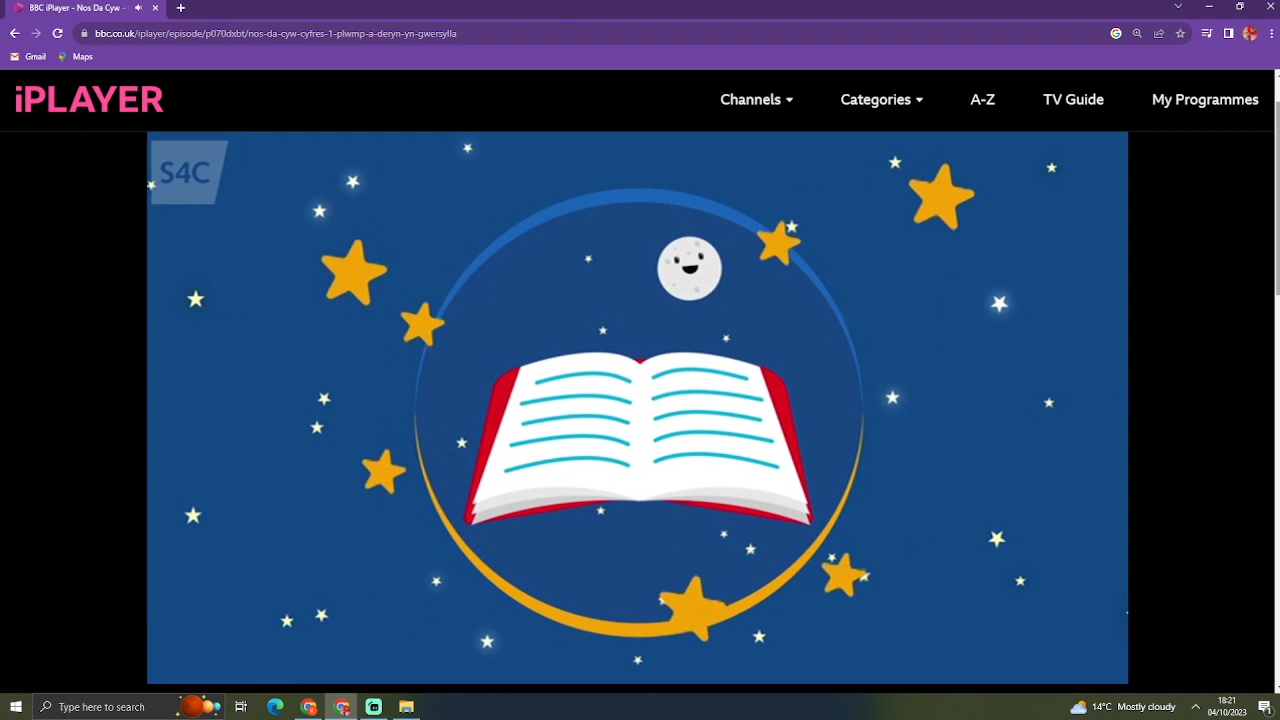 BBC iPlayer - Nos Da Cyw
bbc.co.uk/iplayer/episode/p070dxbt/nos-da-cyw-cyfres-1-plwmp-a-deryn-yn-gwersylla
Gmail
Maps
iPLAYER
Channels
Categories
A-Z
TV Guide
My Programmes
S4C
Type here to search
14°C Mostly cloudy
18:21
04/10/2023